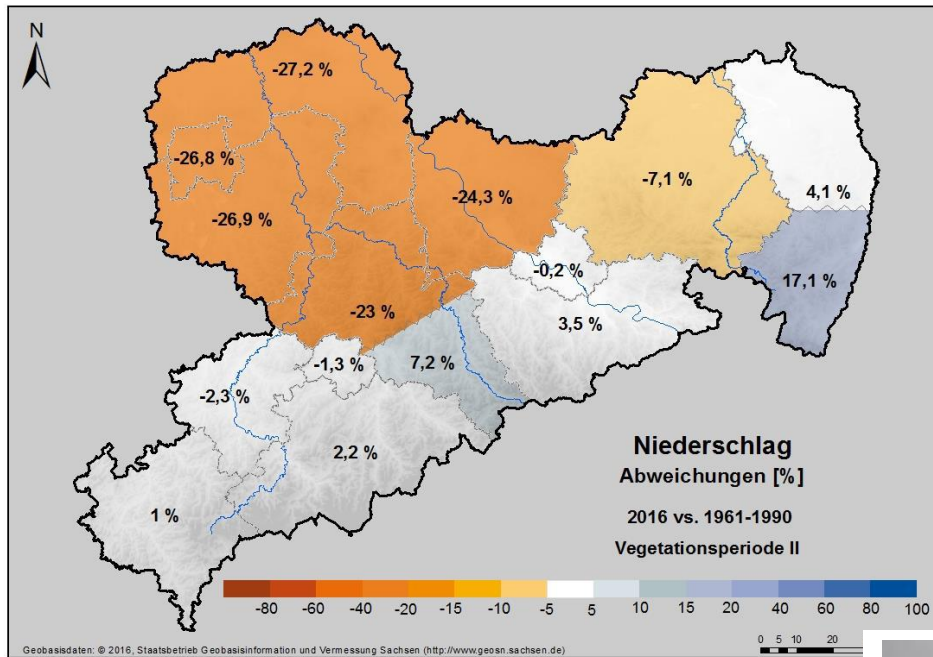 N
-27,2 %
-26,8 %
-24,3 %
-7,1 %
4,1 %
-26,9 %
-0,2 %
17,1 %
-23 %
3,5 %
-1,3 %
7,2 %
-2,3 %
2,2 %
1 %
Niederschlag
Abweichungen [%]
2016 vs. 1961-1990
Vegetationsperiode II
-80 -60 -40 -20 -15 -10 -5 5 10 15 20 40 60 80 100
Geobasisdaten: © 2016, Staatsbetrieb Geobasisinformation und Vermessung Sachsen (http://www.geosn.sachsen.de)
0 5 10 20